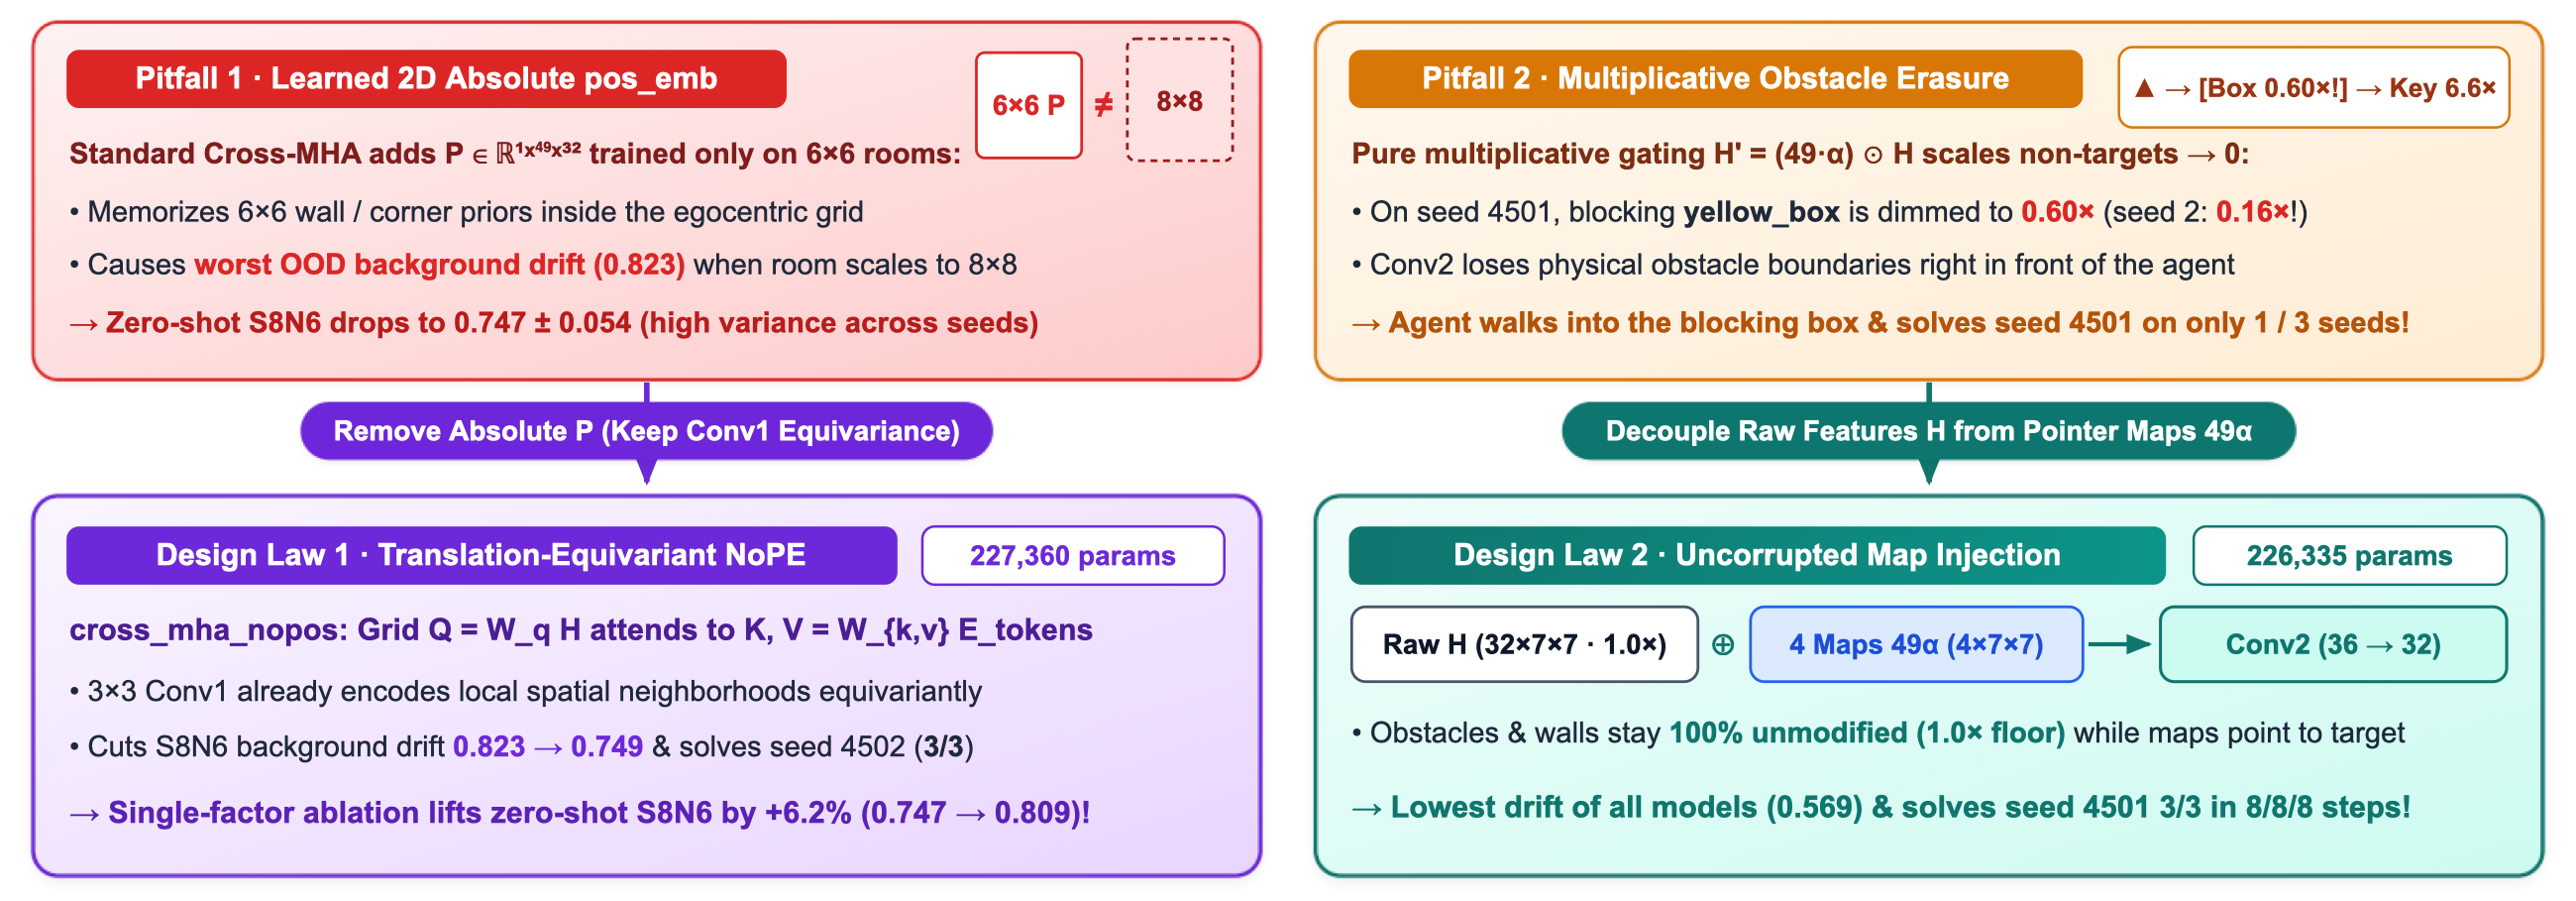 Pitfall 1 · Learned 2D Absolute pos_emb
6×6 P ≠ 8×8
Standard Cross-MHA adds P ∈ ℝ¹ˣ⁴⁹ˣ³² trained only on 6×6 rooms:
• Memorizes 6×6 wall / corner priors inside the egocentric grid
• Causes worst OOD background drift (0.823) when room scales to 8×8
→ Zero-shot S8N6 drops to 0.747 ± 0.054 (high variance across seeds)
Pitfall 2 · Multiplicative Obstacle Erasure
▲ → [Box 0.60×!] → Key 6.6×
Pure multiplicative gating H' = (49·α) ⊙ H scales non-targets → 0:
• On seed 4501, blocking yellow_box is dimmed to 0.60× (seed 2: 0.16×!)
• Conv2 loses physical obstacle boundaries right in front of the agent
→ Agent walks into the blocking box & solves seed 4501 on only 1 / 3 seeds!
Remove Absolute P (Keep Conv1 Equivariance)
Decouple Raw Features H from Pointer Maps 49α
Design Law 1 · Translation-Equivariant NoPE
227,360 params
cross_mha_nopos: Grid Q = W_q H attends to K, V = W_{k,v} E_tokens
• 3×3 Conv1 already encodes local spatial neighborhoods equivariantly
• Cuts S8N6 background drift 0.823 → 0.749 & solves seed 4502 (3/3)
→ Single-factor ablation lifts zero-shot S8N6 by +6.2% (0.747 → 0.809)!
Design Law 2 · Uncorrupted Map Injection
226,335 params
Raw H (32×7×7 · 1.0×) ⊕ 4 Maps 49α (4×7×7) → Conv2 (36 → 32)
• Obstacles & walls stay 100% unmodified (1.0× floor) while maps point to target
→ Lowest drift of all models (0.569) & solves seed 4501 3/3 in 8/8/8 steps!